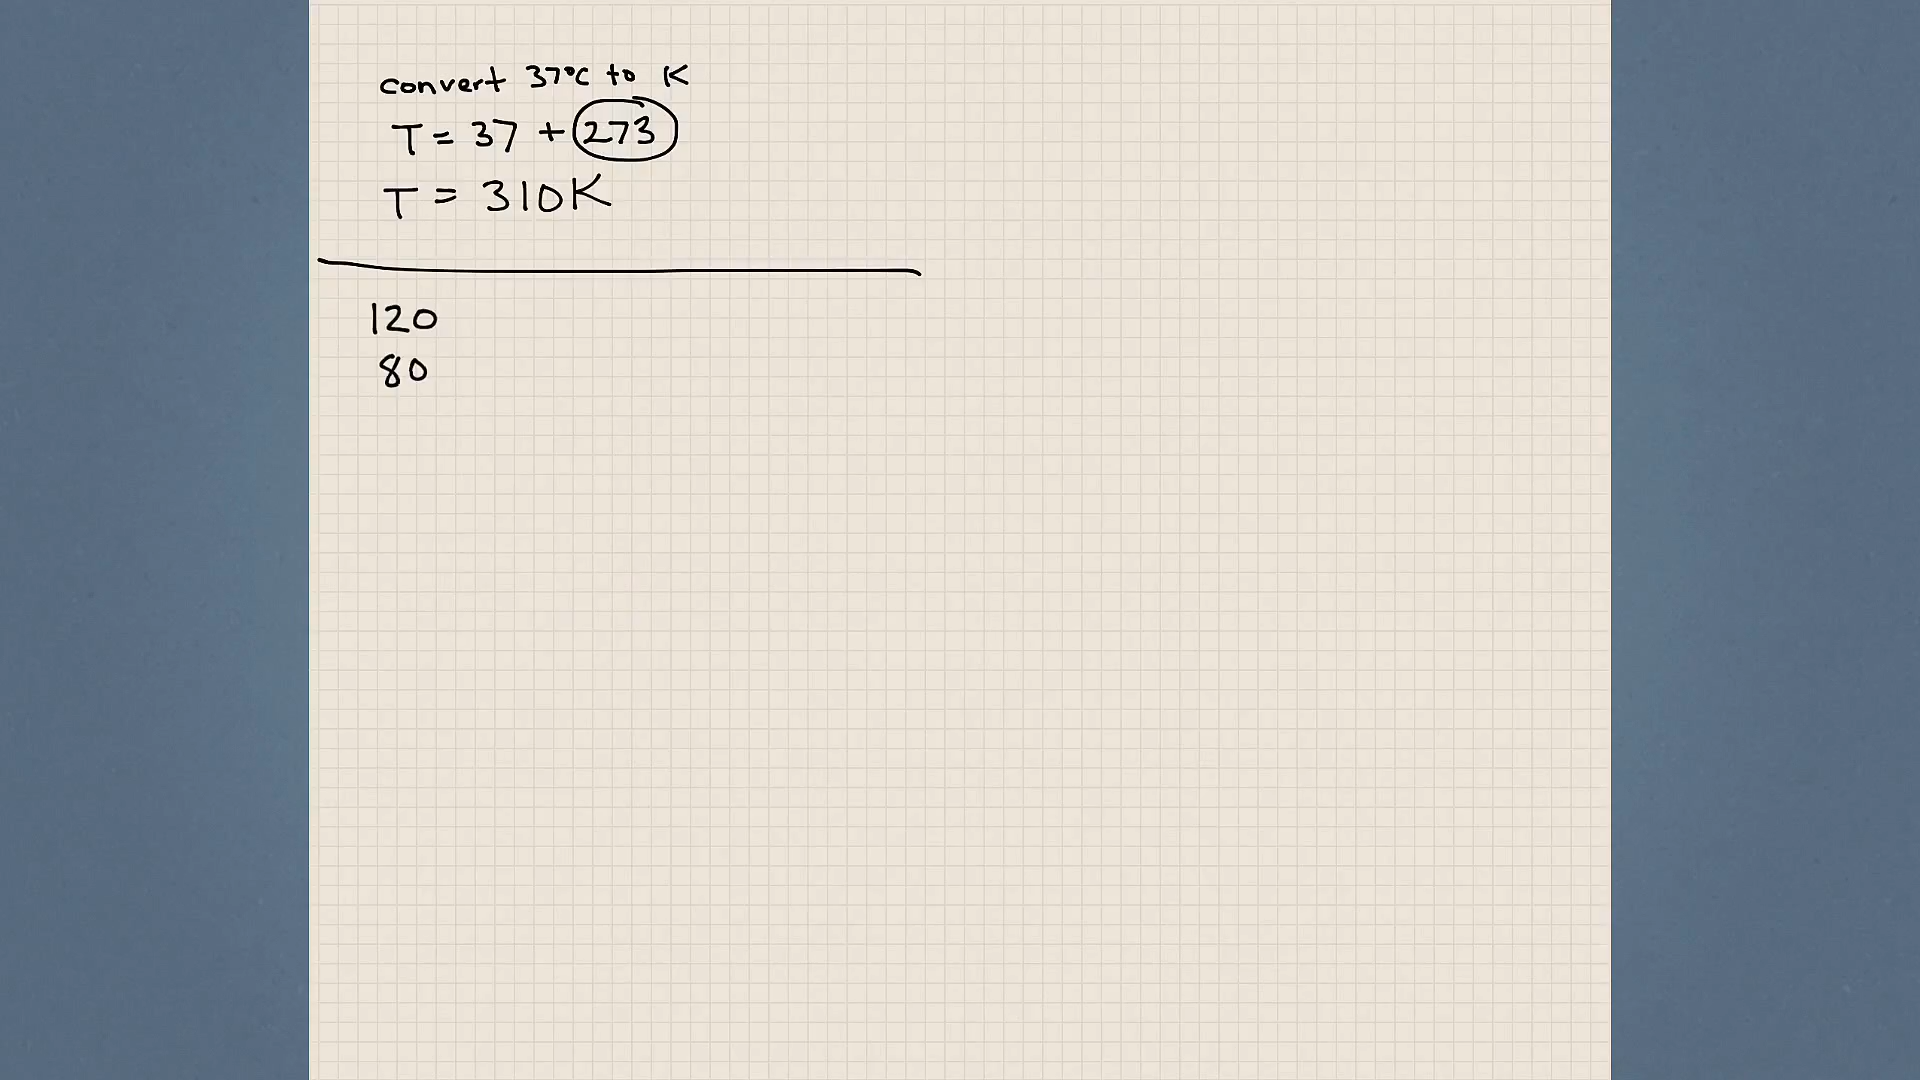 convert 37°C to K
T = 37 + 273
T = 310K
120
80